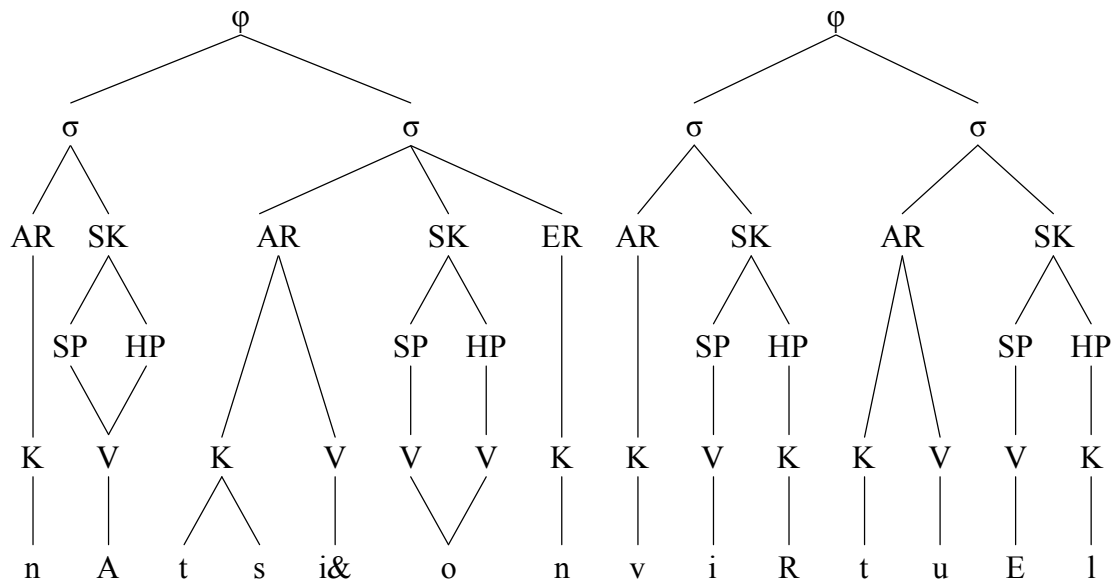 φ φ
σ σ σ σ
AR SK AR SK ER AR SK AR SK
SP HP SP HP SP HP SP HP
K V K V V V K K V K K V V K
n A t s i& o n v i R t u E l